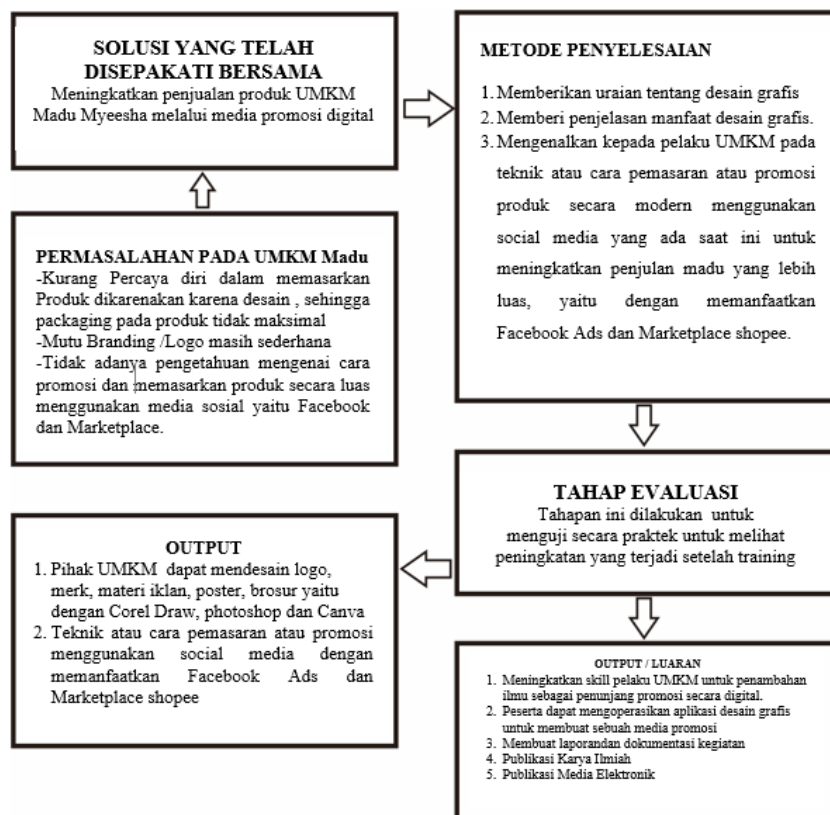 SOLUSI YANG TELAH
DISEPAKATI BERSAMA
Meningkatkan penjualan produk UMKM
Madu Myeesha melalui media promosi digital
METODE PENYELESAIAN
1. Memberikan uraian tentang desain grafis
2. Memberi penjelasan manfaat desain grafis.
3. Mengenalkan kepada pelaku UMKM pada
teknik atau cara pemasaran atau promosi
produk secara modern menggunakan
social media yang ada saat ini untuk
meningkatkan penjulan madu yang lebih
luas, yaitu dengan memanfaatkan
Facebook Ads dan Marketplace shopee.
PERMASALAHAN PADA UMKM Madu
-Kurang Percaya diri dalam memasarkan
Produk dikarenakan karena desain , sehingga
packaging pada produk tidak maksimal
-Mutu Branding /Logo masih sederhana
-Tidak adanya pengetahuan mengenai cara
promosi dan memasarkan produk secara luas
menggunakan media sosial yaitu Facebook
dan Marketplace.
TAHAP EVALUASI
Tahapan ini dilakukan untuk
menguji secara praktek untuk melihat
peningkatan yang terjadi setelah training
OUTPUT
1. Pihak UMKM dapat mendesain logo,
merk, materi iklan, poster, brosur yaitu
dengan Corel Draw, photoshop dan Canva
2. Teknik atau cara pemasaran atau promosi
menggunakan social media dengan
memanfaatkan Facebook Ads dan
Marketplace shopee
OUTPUT / LUARAN
1. Meningkatkan skill pelaku UMKM untuk penambahan
ilmu sebagai penunjang promosi secara digital.
2. Peserta dapat mengoperasikan aplikasi desain grafis
untuk membuat sebuah media promosi
3. Membuat laporandan dokumentasi kegiatan
4. Publikasi Karya Ilmiah
5. Publikasi Media Elektronik